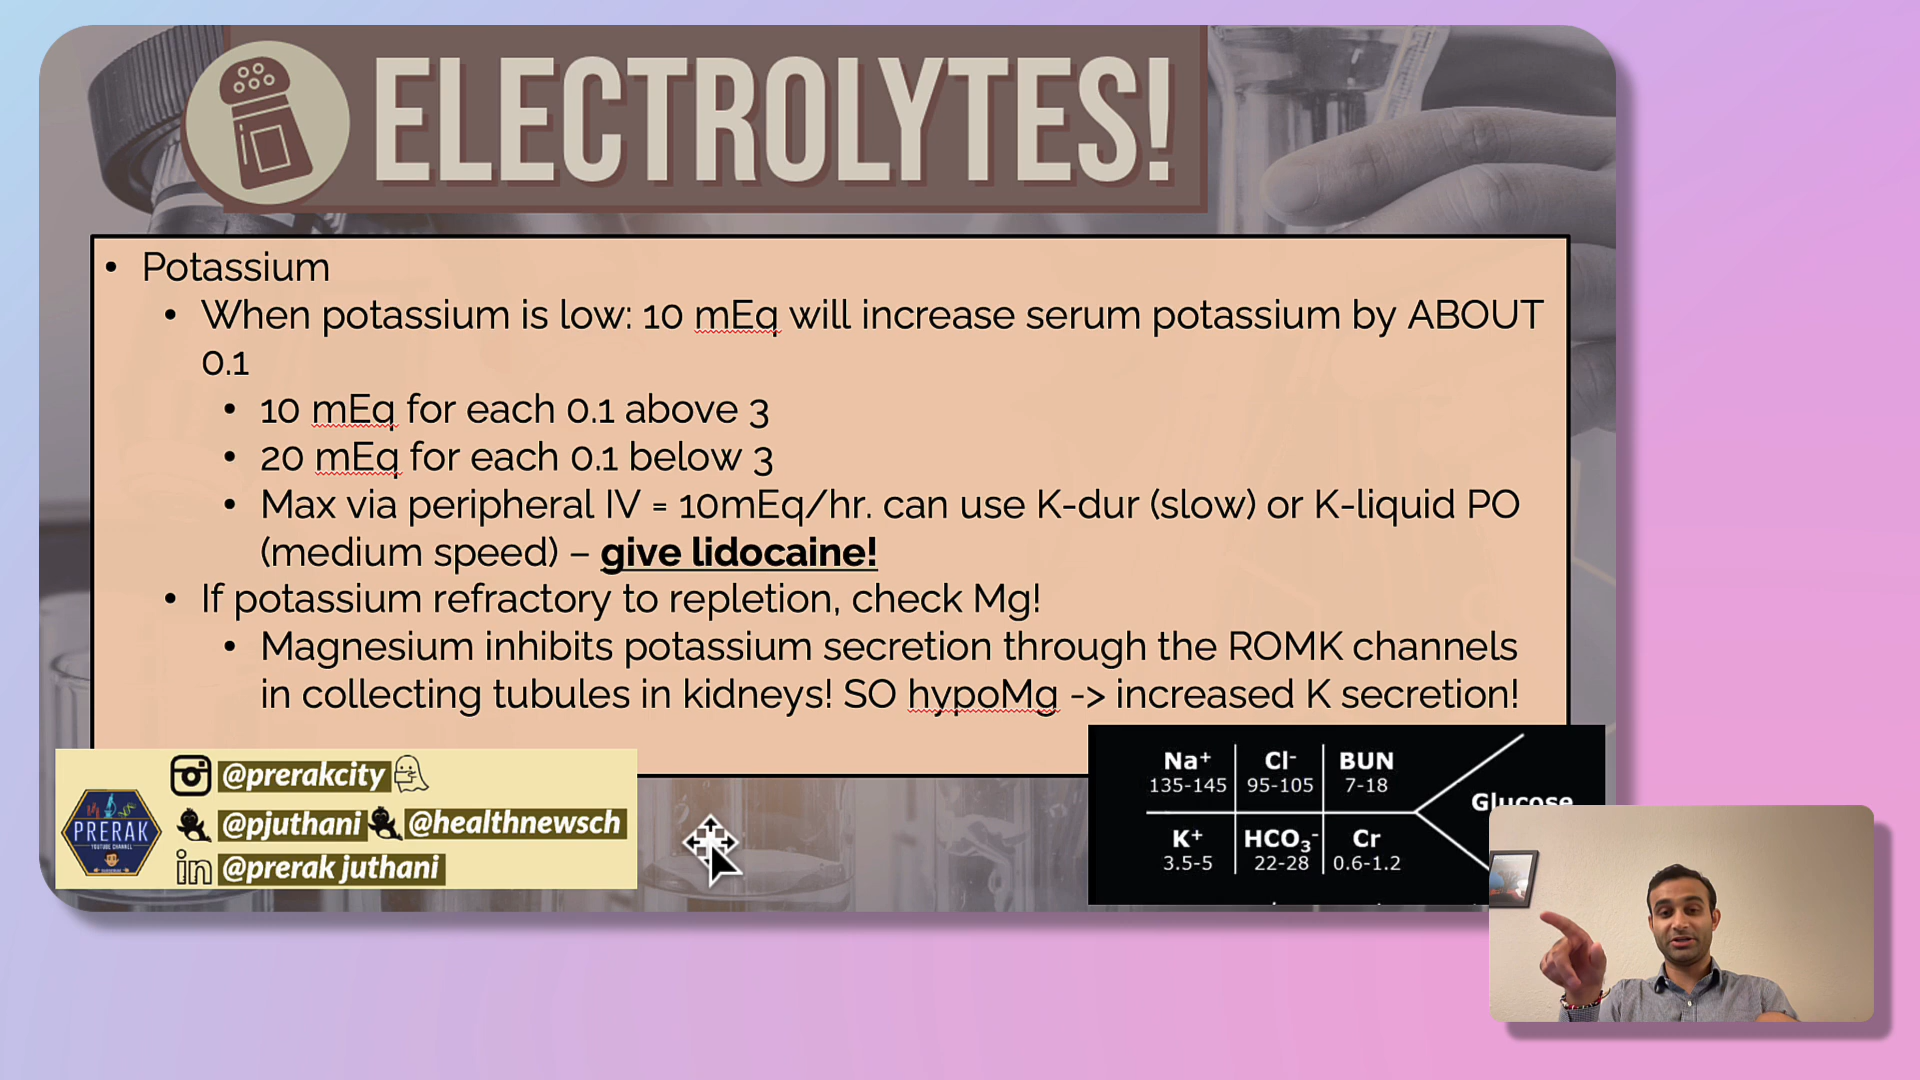 ELECTROLYTES!
• Potassium
• When potassium is low: 10 mEq will increase serum potassium by ABOUT
0.1
• 10 mEq for each 0.1 above 3
• 20 mEq for each 0.1 below 3
• Max via peripheral IV = 10mEq/hr. can use K-dur (slow) or K-liquid PO
(medium speed) – give lidocaine!
• If potassium refractory to repletion, check Mg!
• Magnesium inhibits potassium secretion through the ROMK channels
in collecting tubules in kidneys! SO hypoMg -> increased K secretion!
@prerakcity
@pjuthani @healthnewsch
in @prerak juthani
PRERAK
YOUTUBE CHANNEL
Na⁺ Cl⁻ BUN
135-145 95-105 7-18
Glucose
K⁺ HCO₃⁻ Cr
3.5-5 22-28 0.6-1.2